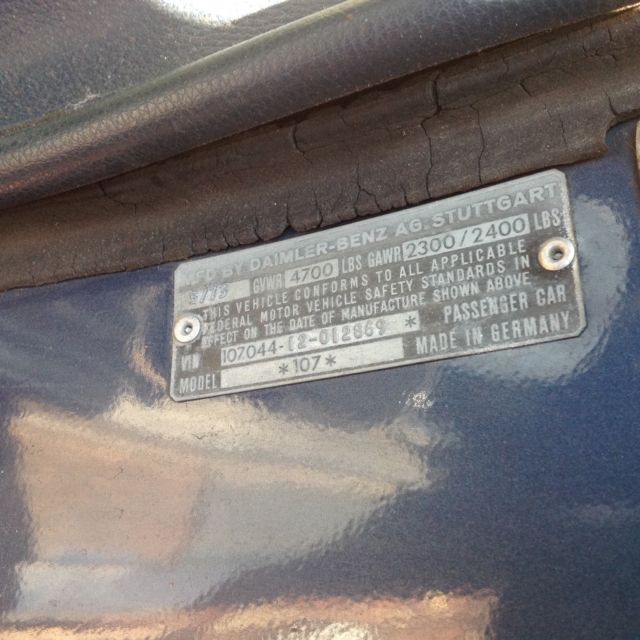 BY DAIMLER-BENZ AG. STUTTGART
GVWR 4700 LBS GAWR 2300/2400 LBS
THIS VEHICLE CONFORMS TO ALL APPLICABLE
FEDERAL MOTOR VEHICLE SAFETY STANDARDS IN
EFFECT ON THE DATE OF MANUFACTURE SHOWN ABOVE.
VIN 107044-12-012869 * PASSENGER CAR
MODEL *107* MADE IN GERMANY